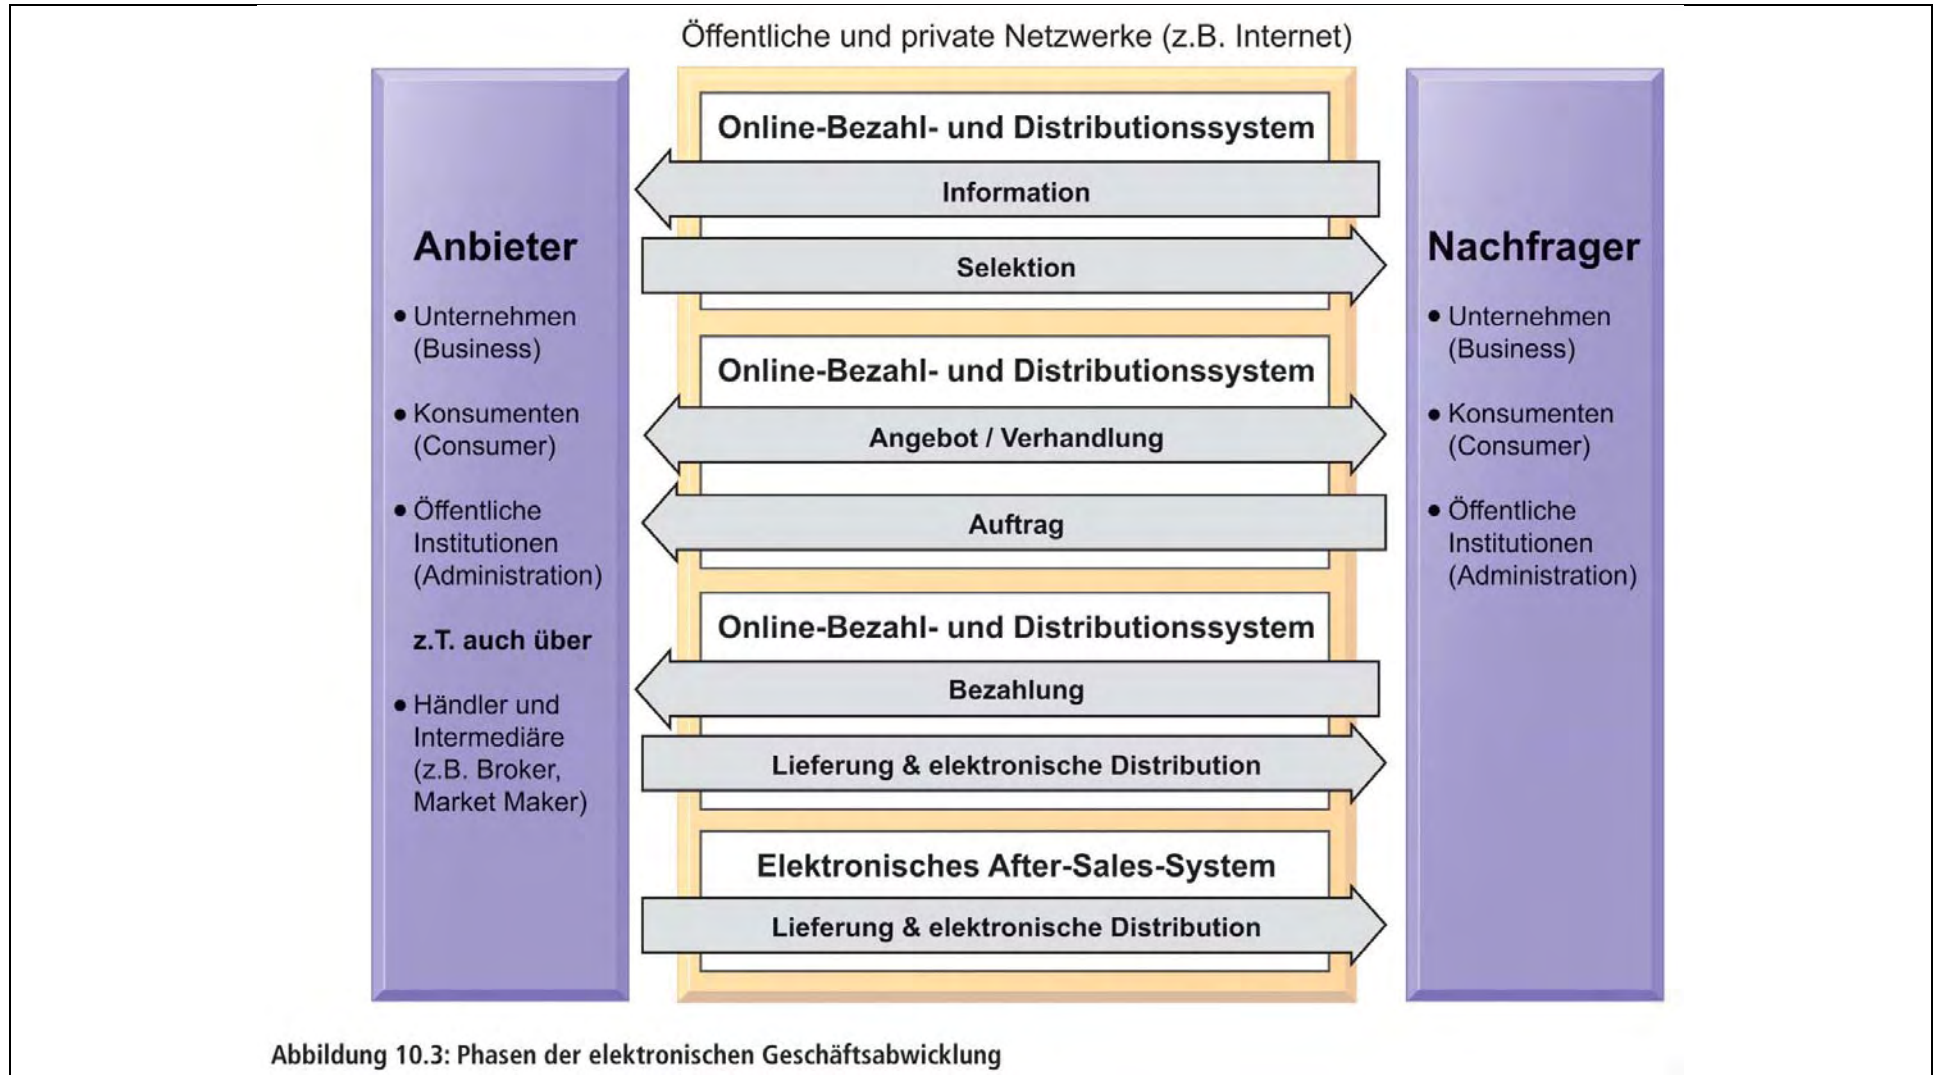 Öffentliche und private Netzwerke (z.B. Internet)
Anbieter
• Unternehmen
(Business)
• Konsumenten
(Consumer)
• Öffentliche
Institutionen
(Administration)
z.T. auch über
• Händler und
Intermediäre
(z.B. Broker,
Market Maker)
Online-Bezahl- und Distributionssystem
Information
Selektion
Online-Bezahl- und Distributionssystem
Angebot / Verhandlung
Auftrag
Online-Bezahl- und Distributionssystem
Bezahlung
Lieferung & elektronische Distribution
Elektronisches After-Sales-System
Lieferung & elektronische Distribution
Nachfrager
• Unternehmen
(Business)
• Konsumenten
(Consumer)
• Öffentliche
Institutionen
(Administration)
Abbildung 10.3: Phasen der elektronischen Geschäftsabwicklung